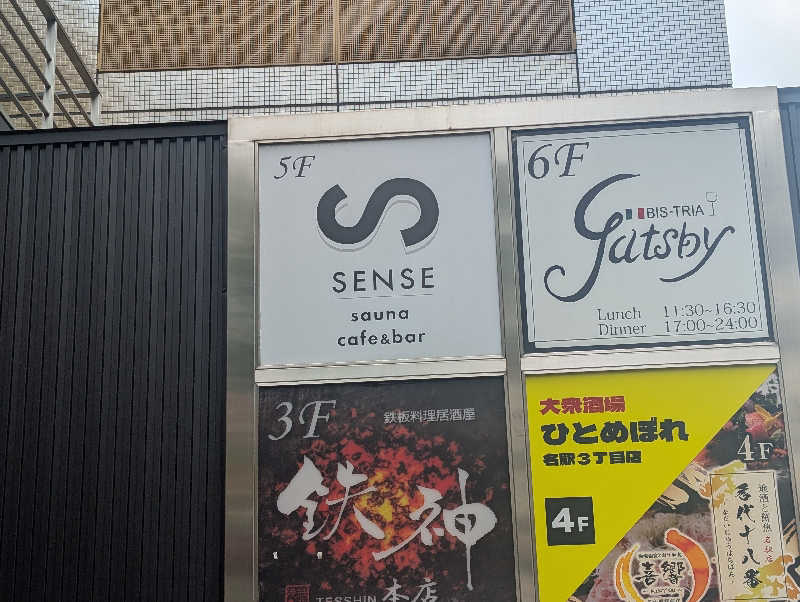 5F
SENSE
sauna
cafe&bar
6F
BIS-TRIA
Gatsby
Lunch 11:30~16:30
Dinner 17:00~24:00
3F
鉄板料理居酒屋
鉄神
TESSHIN 本店
大衆酒場
ひとめぼれ
名駅3丁目店
4F
4F
喜響